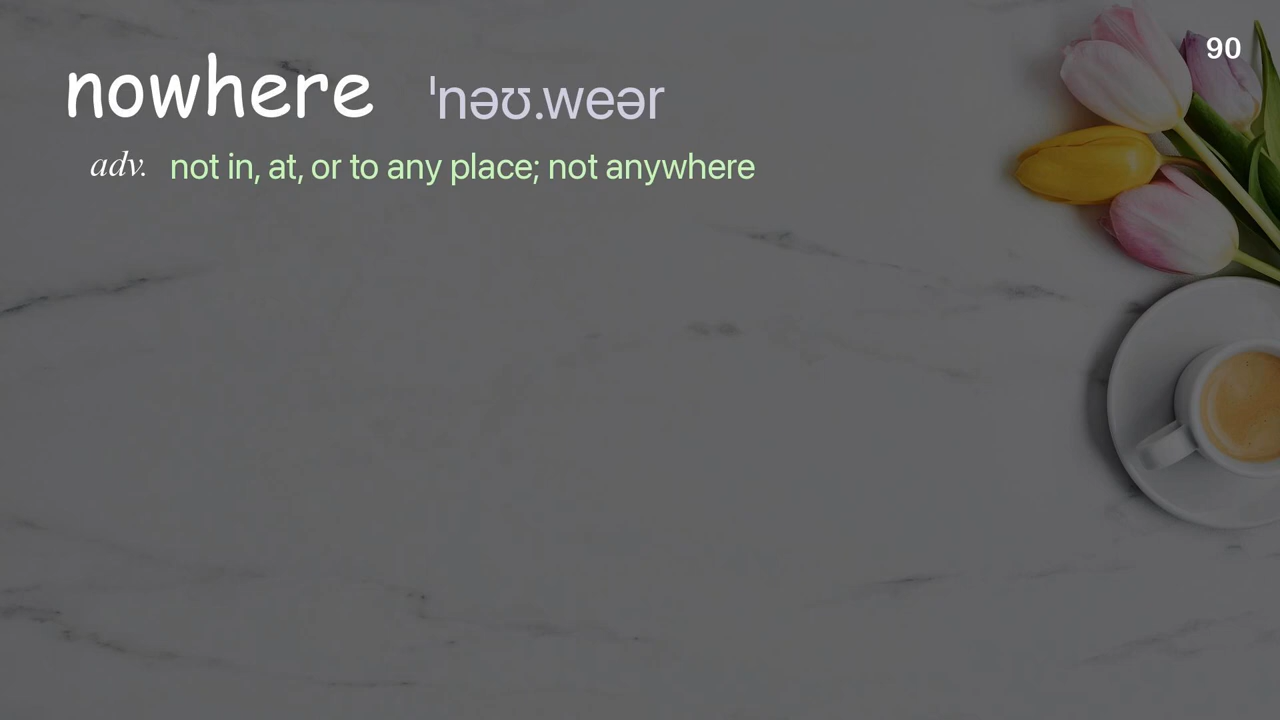 90
nowhere ˈnəʊ.weər
adv. not in, at, or to any place; not anywhere